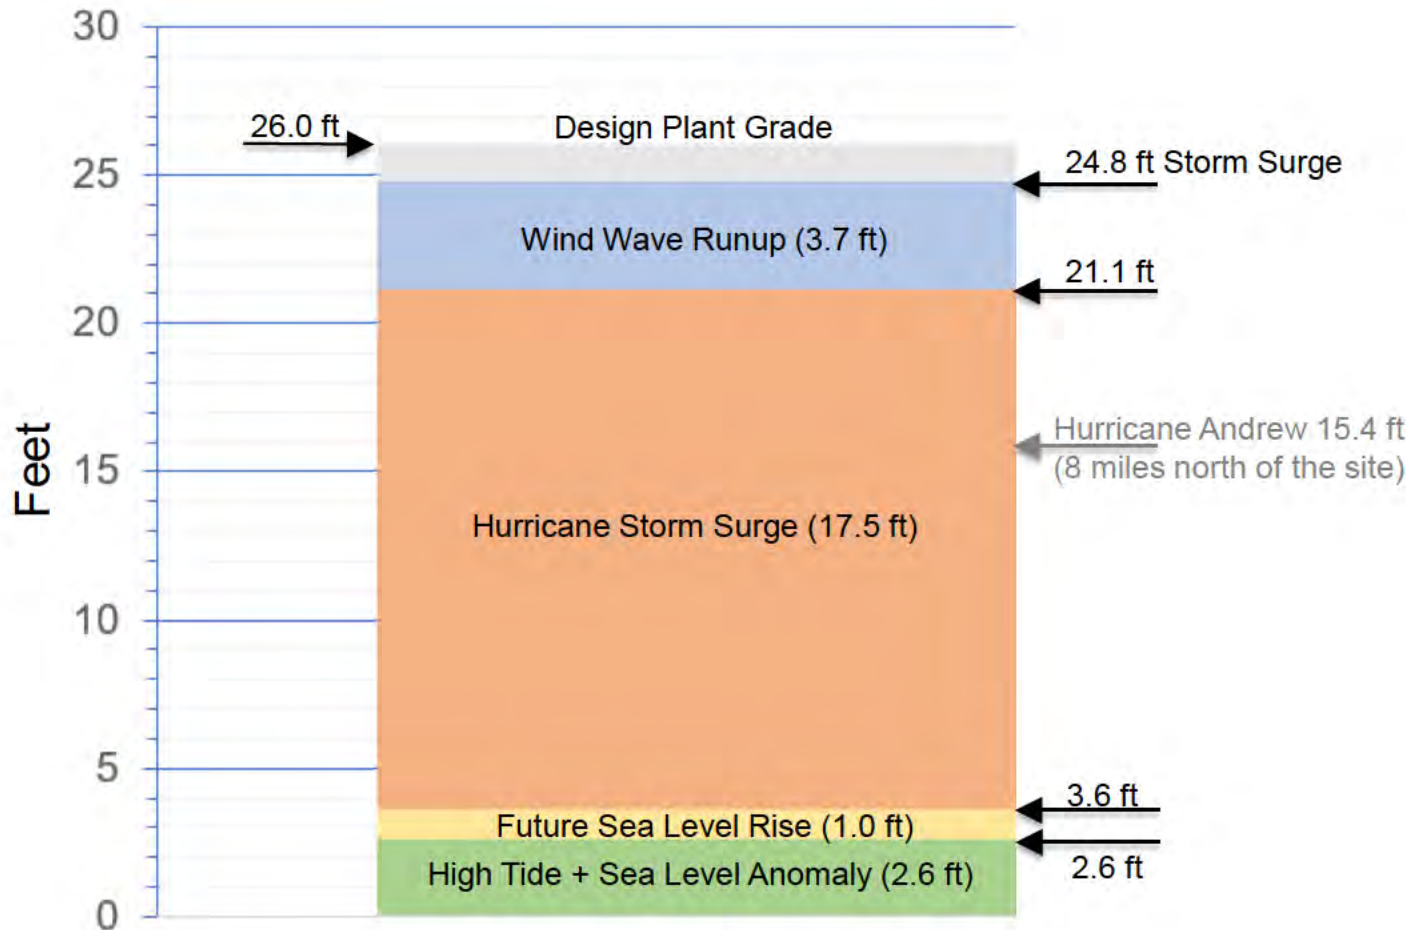 30
26.0 ft
Design Plant Grade
25
24.8 ft Storm Surge
Wind Wave Runup (3.7 ft)
21.1 ft
20
Hurricane Andrew 15.4 ft
(8 miles north of the site)
15
Feet
Hurricane Storm Surge (17.5 ft)
10
5
3.6 ft
Future Sea Level Rise (1.0 ft)
2.6 ft
High Tide + Sea Level Anomaly (2.6 ft)
0